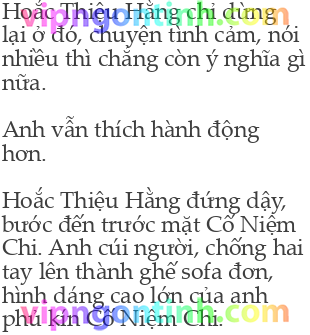 Hoắc Thiệu Hằng chỉ dừng
lại ở đó, chuyện tình cảm, nói
nhiều thì chẳng còn ý nghĩa gì
nữa.
Anh vẫn thích hành động
hơn.
Hoắc Thiệu Hằng đứng dậy,
bước đến trước mặt Cố Niệm
Chi. Anh cúi người, chống hai
tay lên thành ghế sofa đơn,
hình dáng cao lớn của anh
phủ kín Cố Niệm Chi.
vipngontinh.com
vipngontinh.com